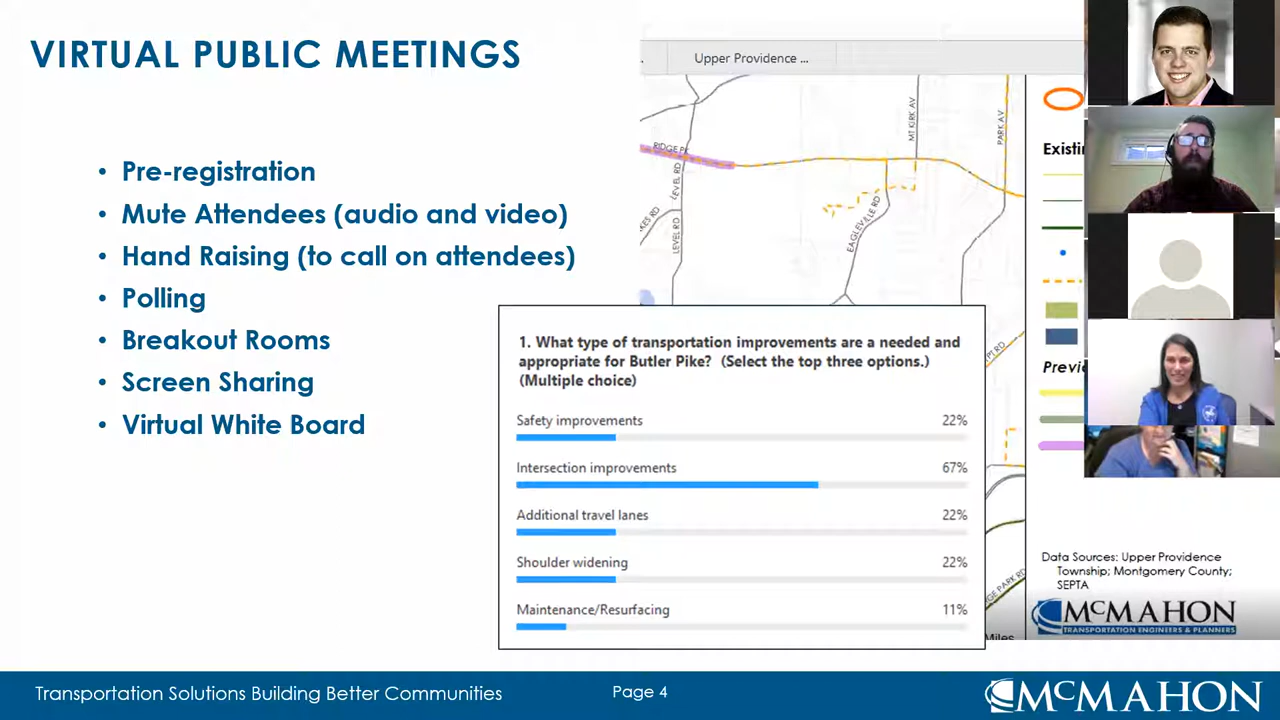 VIRTUAL PUBLIC MEETINGS
• Pre-registration
• Mute Attendees (audio and video)
• Hand Raising (to call on attendees)
• Polling
• Breakout Rooms
• Screen Sharing
• Virtual White Board
Upper Providence ...
RIDGE PK
LEVEL RD
LEVEL RD
MT KIRK AV
PARK AV
EAGLEVILLE RD
1. What type of transportation improvements are a needed and
appropriate for Butler Pike? (Select the top three options.)
(Multiple choice)
Safety improvements 22%
Intersection improvements 67%
Additional travel lanes 22%
Shoulder widening 22%
Maintenance/Resurfacing 11%
Miles
Data Sources: Upper Providence
Township; Montgomery County;
SEPTA
MCMAHON
TRANSPORTATION ENGINEERS & PLANNERS
Transportation Solutions Building Better Communities
Page 4
MCMAHON